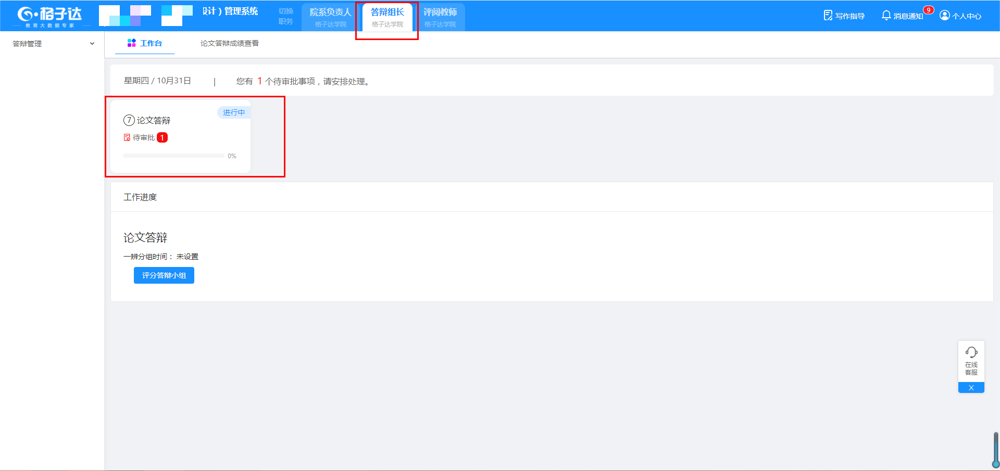 格子达
教育大数据专家
设计）管理系统
切换
职务
院系负责人
格子达学院
答辩组长
格子达学院
评阅教师
格子达学院
写作指导
消息通知
9
个人中心
答辩管理
工作台
论文答辩成绩查看
星期四 / 10月31日 | 您有 1 个待审批事项，请安排处理。
进行中
7 论文答辩
待审批 1
0%
工作进度
论文答辩
一辨分组时间： 未设置
评分答辩小组
在线
客服
X